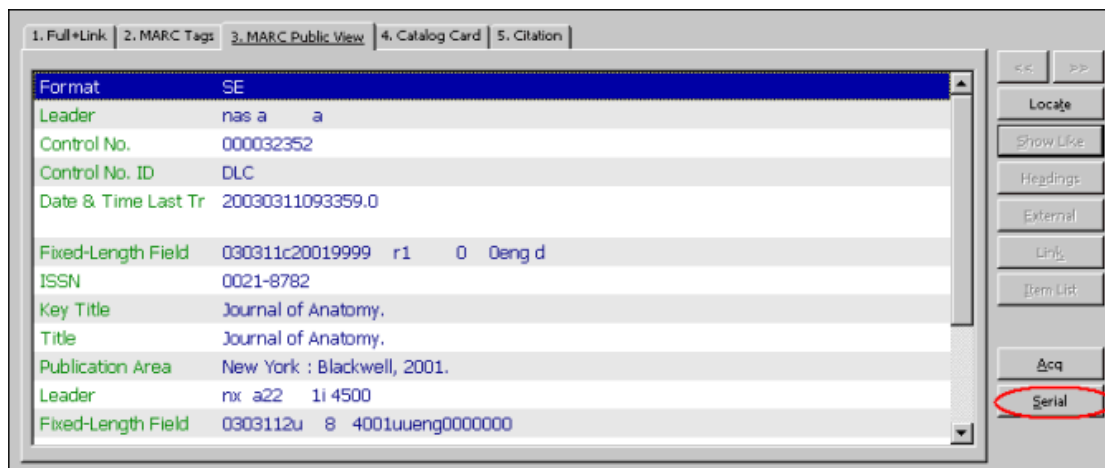 1. Full+Link 2. MARC Tags 3. MARC Public View 4. Catalog Card 5. Citation
<< >>
Format SE
Locate
Leader nas a a
Control No. 000032352
Show Like
Control No. ID DLC
Headings
Date & Time Last Tr 20030311093359.0
External
Fixed-Length Field 030311c20019999 r1 0 0eng d
Link
ISSN 0021-8782
Item List
Key Title Journal of Anatomy.
Title Journal of Anatomy.
Publication Area New York : Blackwell, 2001.
Acq
Leader nx a22 1i 4500
Serial
Fixed-Length Field 0303112u 8 4001uueng0000000